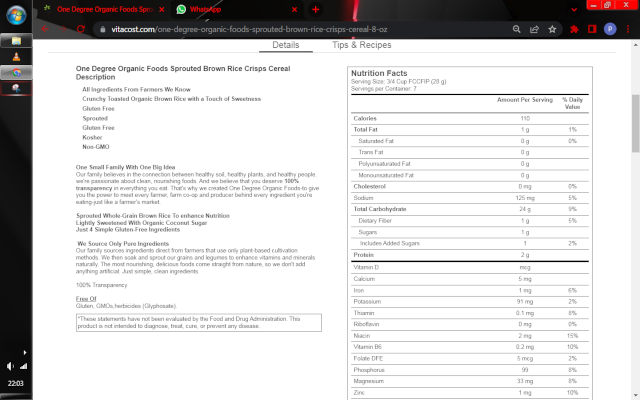 One Degree Organic Foods Spro
WhatsApp
vitacost.com/one-degree-organic-foods-sprouted-brown-rice-crisps-cereal-8-oz
Details
Tips & Recipes
One Degree Organic Foods Sprouted Brown Rice Crisps Cereal
Description
All Ingredients From Farmers We Know
Crunchy Toasted Organic Brown Rice with a Touch of Sweetness
Gluten Free
Sprouted
Gluten Free
Kosher
Non-GMO
One Small Family With One Big Idea
Our family believes in the connection between healthy soil, healthy plants, and healthy people.
we're passionate about clean, nourishing foods. And we believe that you deserve 100%
transparency in everything you eat. That's why we created One Degree Organic Foods-to give
you the power to meet every farmer, farm co-op and producer behind every ingredient you're
eating-just like a farmer's market.
Sprouted Whole-Grain Brown Rice To enhance Nutrition
Lightly Sweetened With Organic Coconut Sugar
Just 4 Simple Gluten-Free Ingredients
We Source Only Pure Ingredients
Our family sources ingredients direct from farmers that use only plant-based cultivation
methods. We then soak and sprout our grains and legumes to enhance vitamins and minerals
naturally. The most nourishing, delicious foods come straight from nature, so we don't add
anything artificial. Just simple, clean ingredients.
100% Transparency
Free Of
Gluten, GMOs,herbicides (Glyphosate).
*These statements have not been evaluated by the Food and Drug Administration. This
product is not intended to diagnose, treat, cure, or prevent any disease.
Nutrition Facts
Serving Size: 3/4 Cup FCCFIP (28 g)
Servings per Container: 7
Amount Per Serving % Daily
Value
Calories 110
Total Fat 1 g 1%
Saturated Fat 0 g 0%
Trans Fat 0 g
Polyunsaturated Fat 0 g
Monounsaturated Fat 0 g
Cholesterol 0 mg 0%
Sodium 125 mg 5%
Total Carbohydrate 24 g 9%
Dietary Fiber 1 g 5%
Sugars 1 g
Includes Added Sugars 1 2%
Protein 2 g
Vitamin D mcg
Calcium 5 mg
Iron 1 mg 6%
Potassium 91 mg 2%
Thiamin 0.1 mg 8%
Riboflavin 0 mg 0%
Niacin 2 mg 15%
Vitamin B6 0.2 mg 10%
Folate DFE 5 mcg 2%
Phosphorus 99 8%
Magnesium 33 mg 8%
Zinc 1 mg 10%
22:03